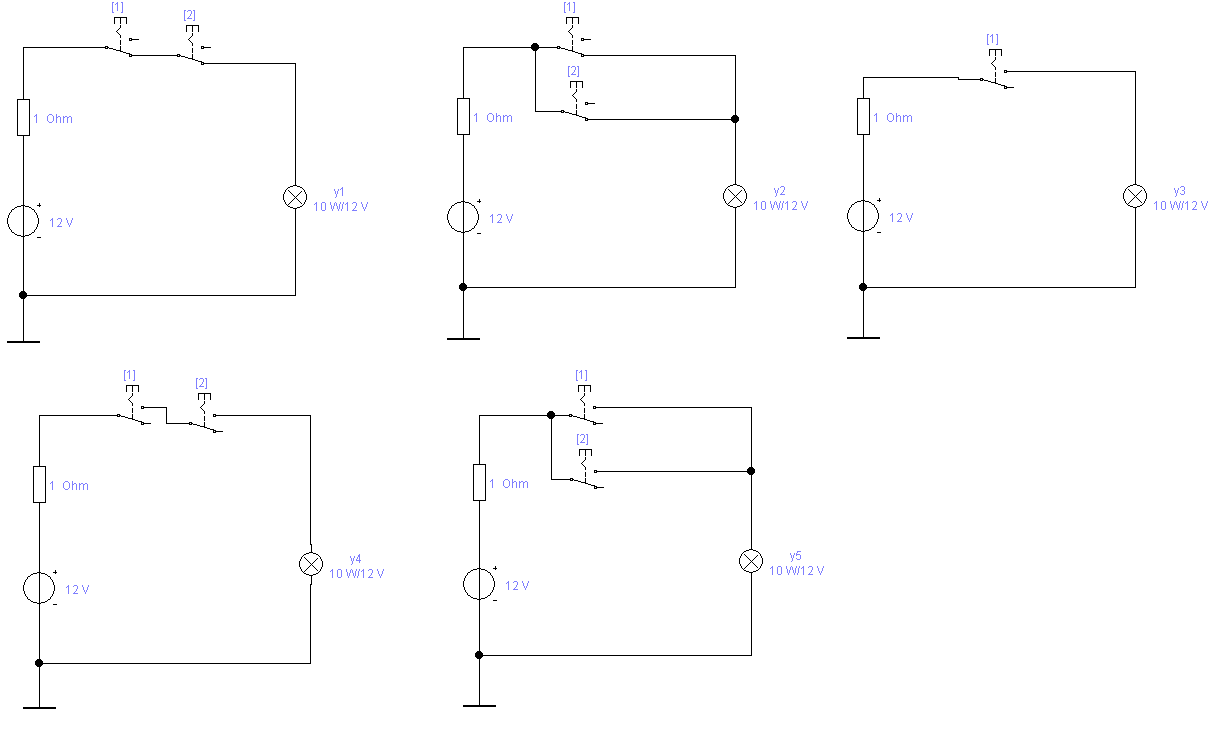 [1]
[2]
1 Ohm
+
12 V
-
y1
10 W/12 V
[1]
[2]
1 Ohm
+
12 V
-
y2
10 W/12 V
[1]
1 Ohm
+
12 V
-
y3
10 W/12 V
[1]
[2]
1 Ohm
+
12 V
-
y4
10 W/12 V
[1]
[2]
1 Ohm
+
12 V
-
y5
10 W/12 V